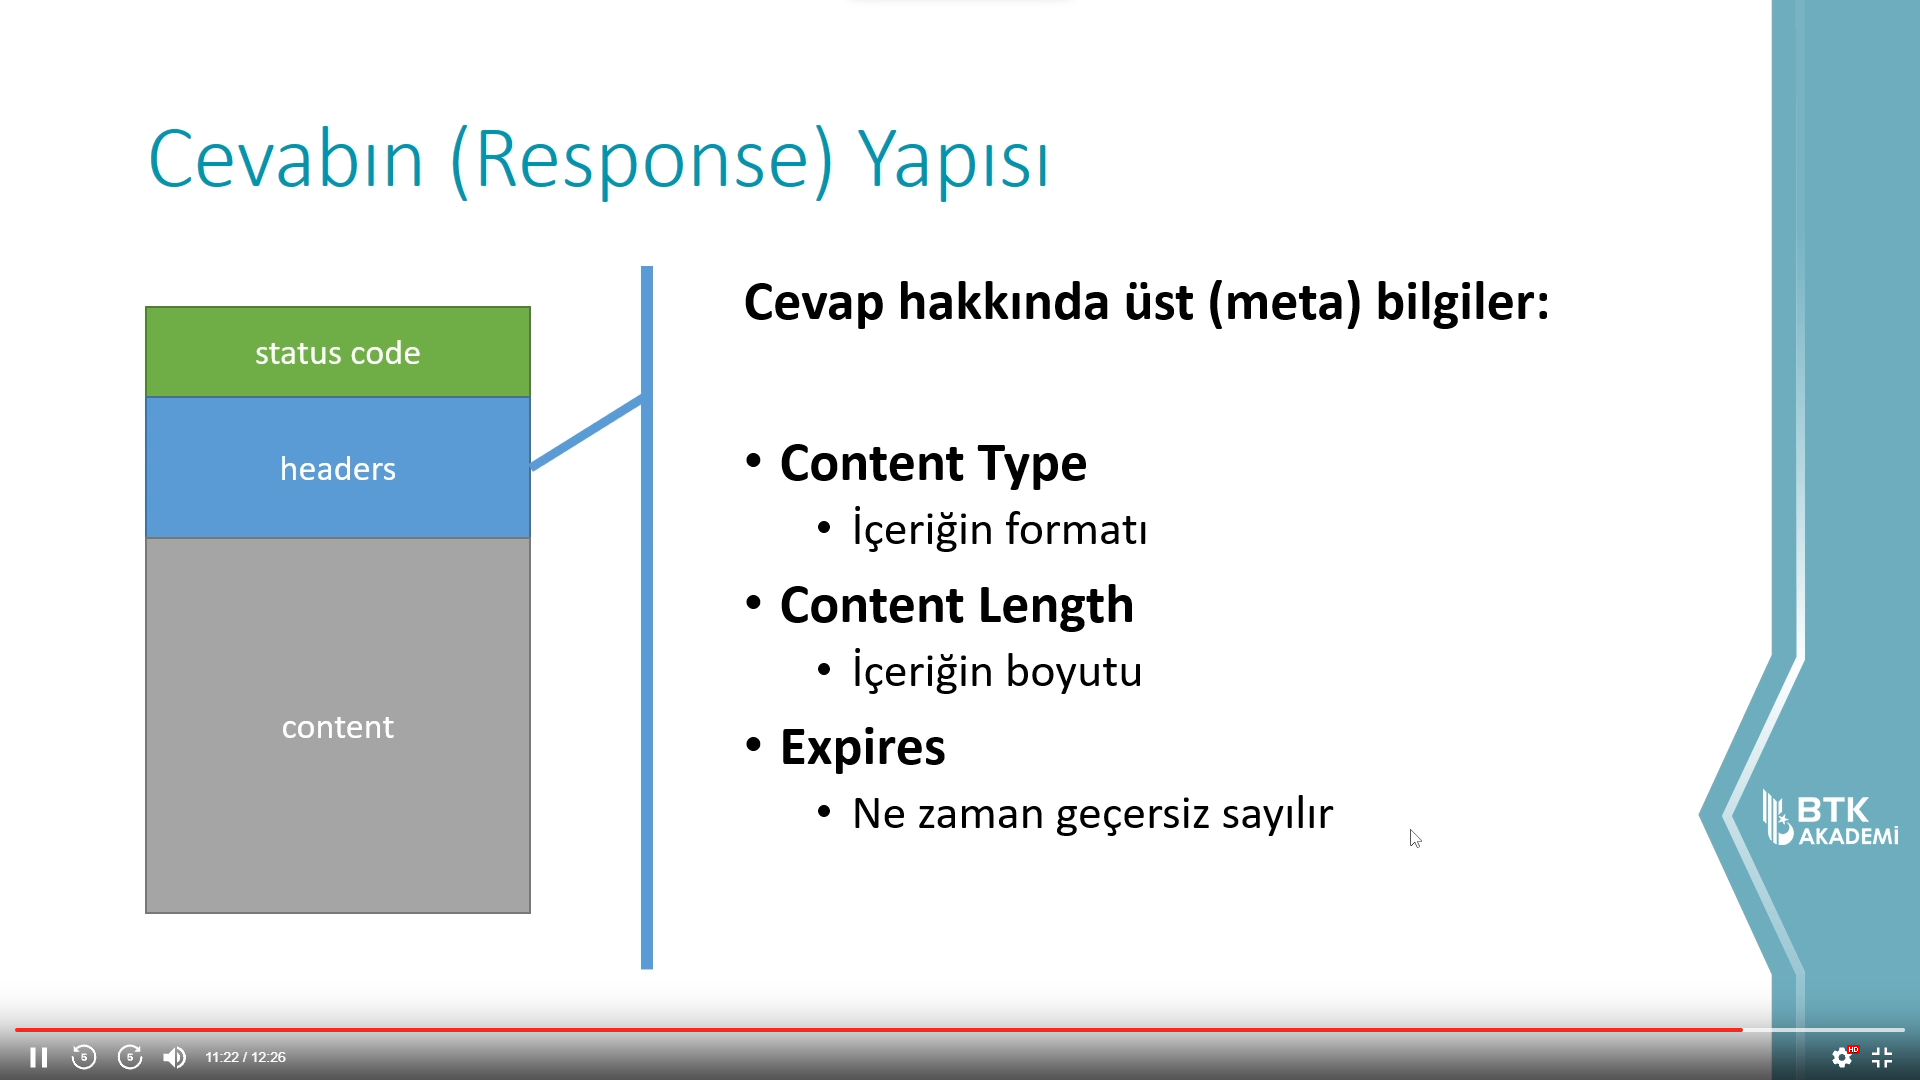 Cevabın (Response) Yapısı
status code
headers
content
Cevap hakkında üst (meta) bilgiler:
• Content Type
• İçeriğin formatı
• Content Length
• İçeriğin boyutu
• Expires
• Ne zaman geçersiz sayılır
BTK
AKADEMİ
5
5
11:22 / 12:26
HD